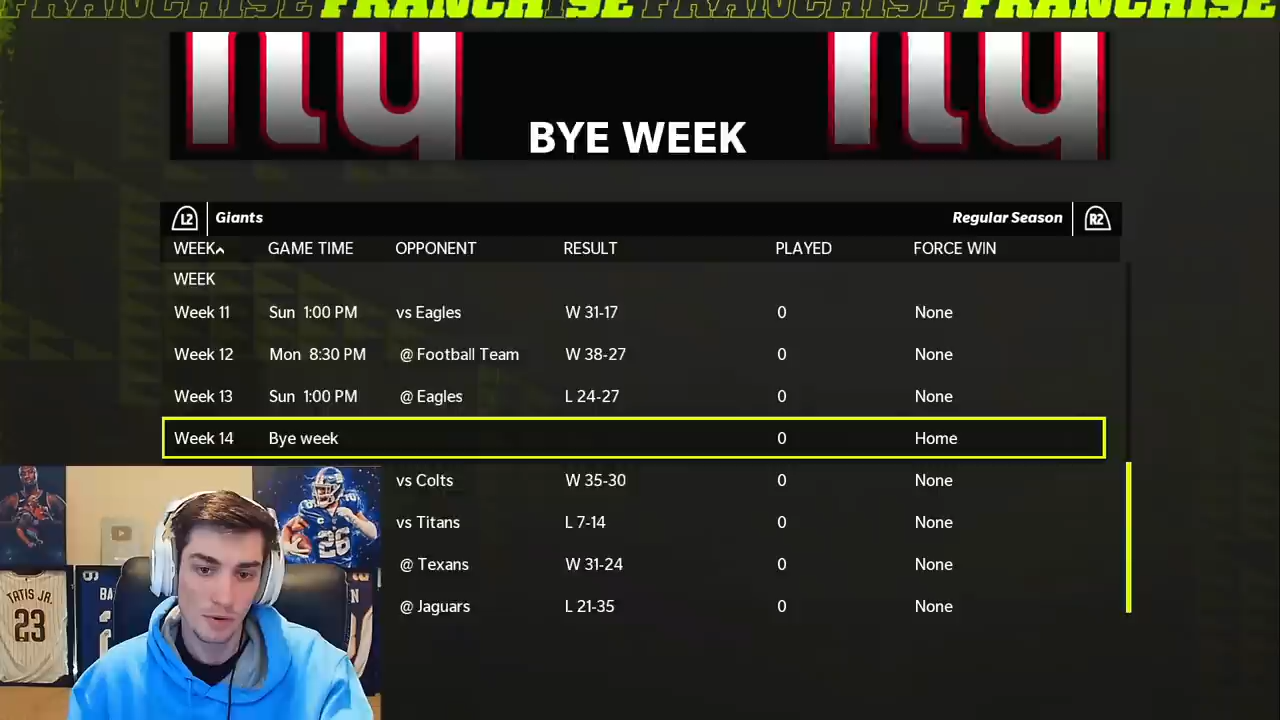 FRANCHISE FRANCHISE FRANCHISE FRANCHISE
ny ny
BYE WEEK
L2 Giants Regular Season R2
WEEK GAME TIME OPPONENT RESULT PLAYED FORCE WIN
WEEK
Week 11 Sun 1:00 PM vs Eagles W 31-17 0 None
Week 12 Mon 8:30 PM @ Football Team W 38-27 0 None
Week 13 Sun 1:00 PM @ Eagles L 24-27 0 None
Week 14 Bye week 0 Home
vs Colts W 35-30 0 None
vs Titans L 7-14 0 None
@ Texans W 31-24 0 None
@ Jaguars L 21-35 0 None
26
TATIS JR.
23
BA
N